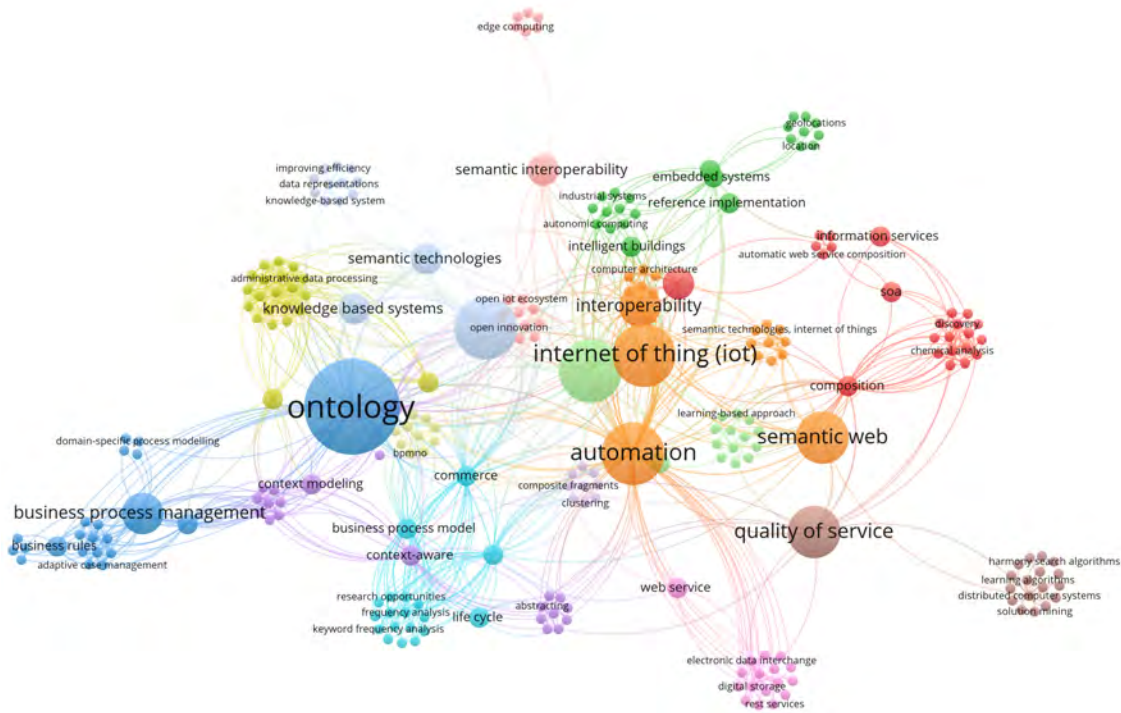 edge computing
geolocations
location
improving efficiency
data representations
knowledge-based system
semantic interoperability
embedded systems
industrial systems
reference implementation
autonomic computing
information services
intelligent buildings
automatic web service composition
semantic technologies
computer architecture
administrative data processing
soa
open iot ecosystem
knowledge based systems
interoperability
discovery
open innovation
semantic technologies, internet of things
chemical analysis
internet of thing (iot)
composition
ontology
learning-based approach
semantic web
domain-specific process modelling
bpmno
automation
commerce
context modeling
composite fragments
clustering
business process management
business process model
quality of service
business rules
context-aware
adaptive case management
harmony search algorithms
learning algorithms
web service
distributed computer systems
research opportunities
abstracting
solution mining
frequency analysis
life cycle
keyword frequency analysis
electronic data interchange
digital storage
rest services